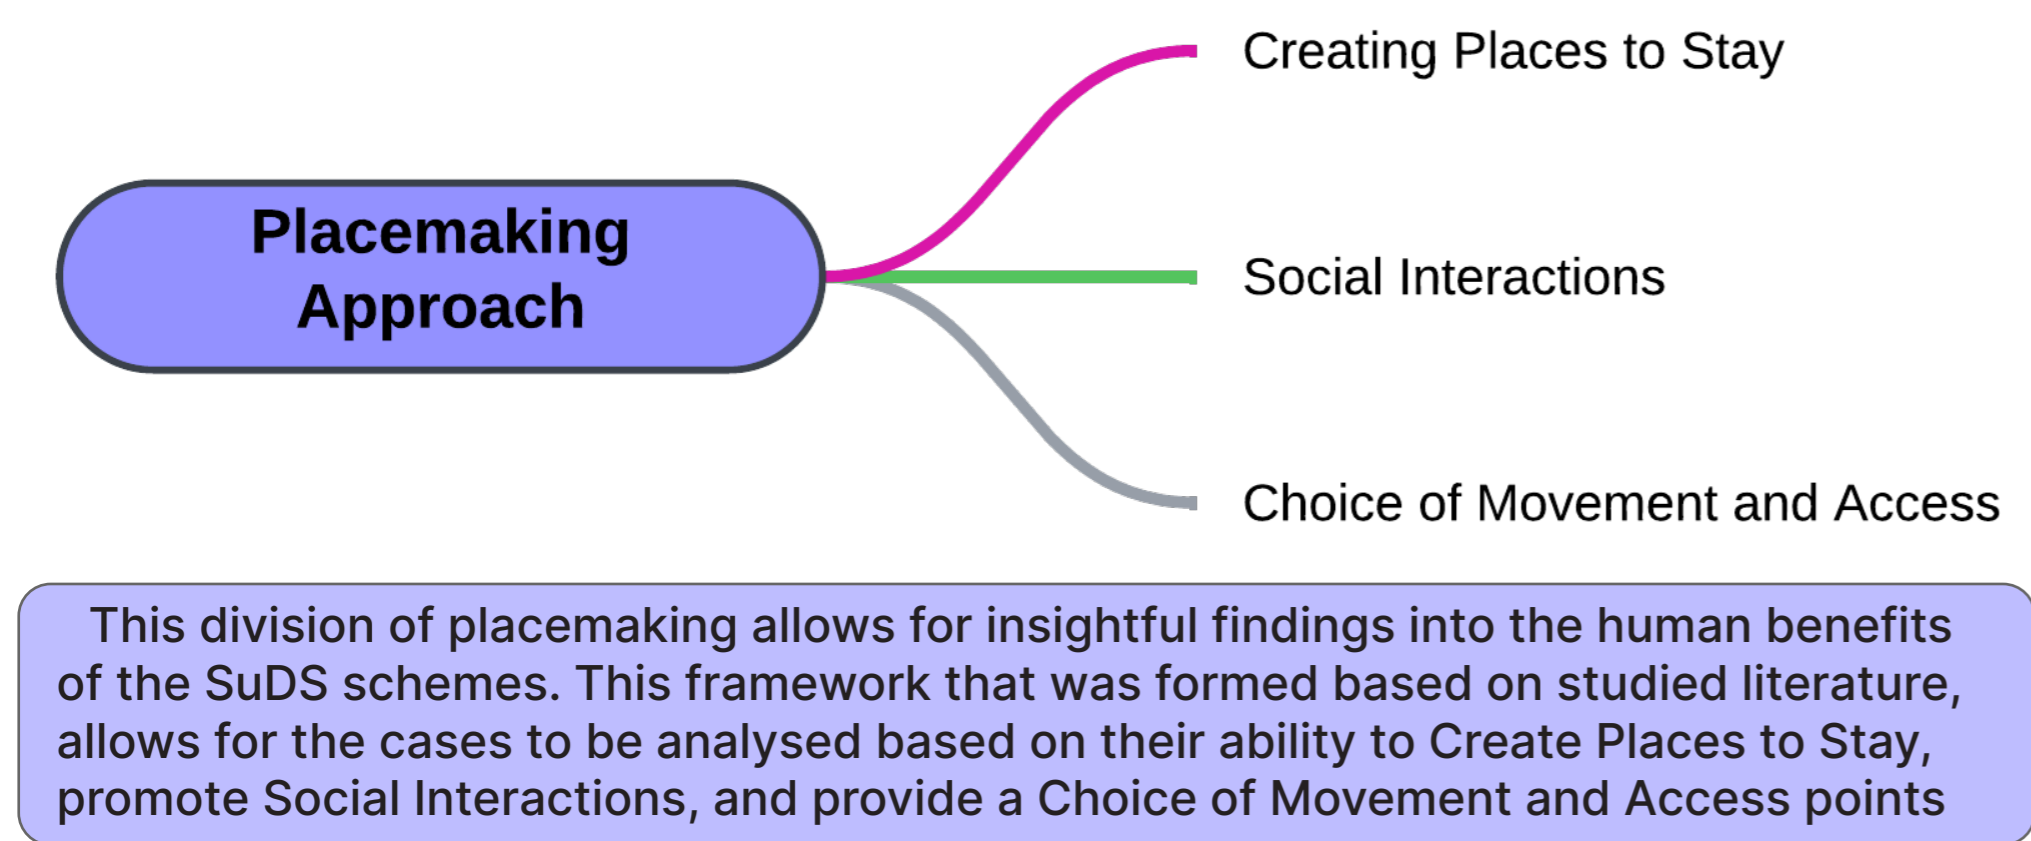 Creating Places to Stay
Placemaking
Approach
Social Interactions
Choice of Movement and Access
This division of placemaking allows for insightful findings into the human benefits
of the SuDS schemes. This framework that was formed based on studied literature,
allows for the cases to be analysed based on their ability to Create Places to Stay,
promote Social Interactions, and provide a Choice of Movement and Access points